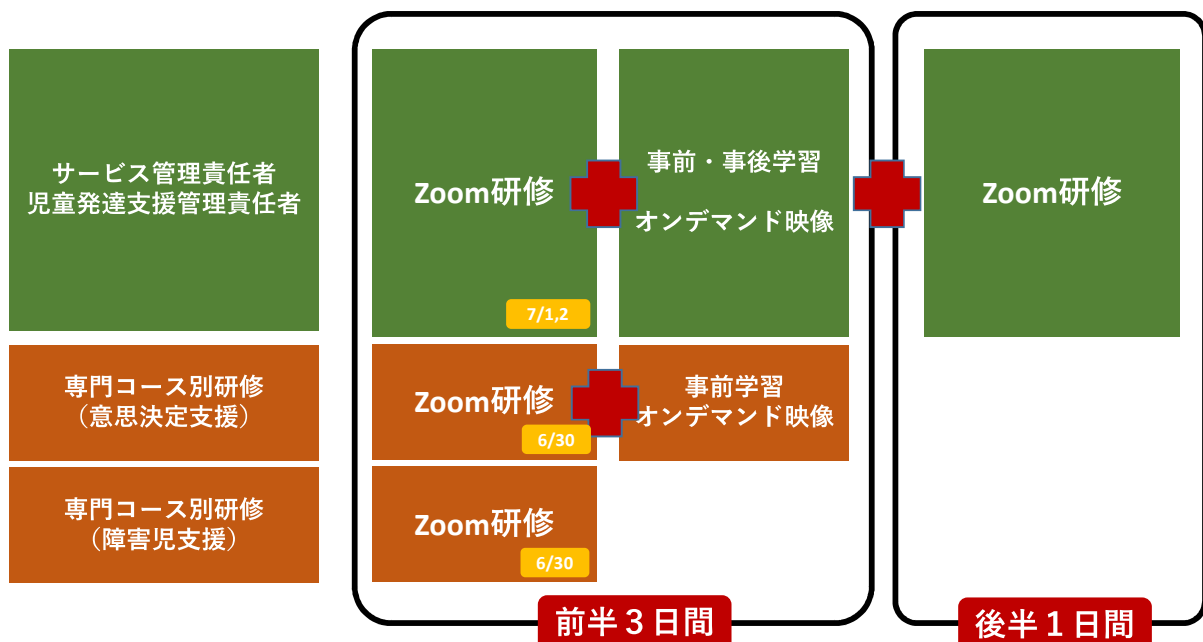 サービス管理責任者
児童発達支援管理責任者
Zoom研修
7/1,2
事前・事後学習
オンデマンド映像
Zoom研修
専門コース別研修
（意思決定支援）
Zoom研修
6/30
事前学習
オンデマンド映像
専門コース別研修
（障害児支援）
Zoom研修
6/30
前半３日間
後半１日間